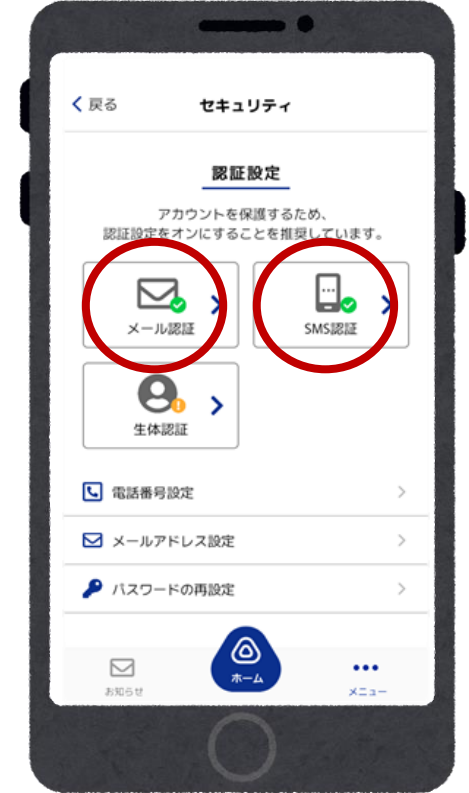 戻る
セキュリティ
認証設定
アカウントを保護するため、
認証設定をオンにすることを推奨しています。
メール認証
SMS認証
生体認証
電話番号設定
メールアドレス設定
パスワードの再設定
お知らせ
ホーム
メニュー